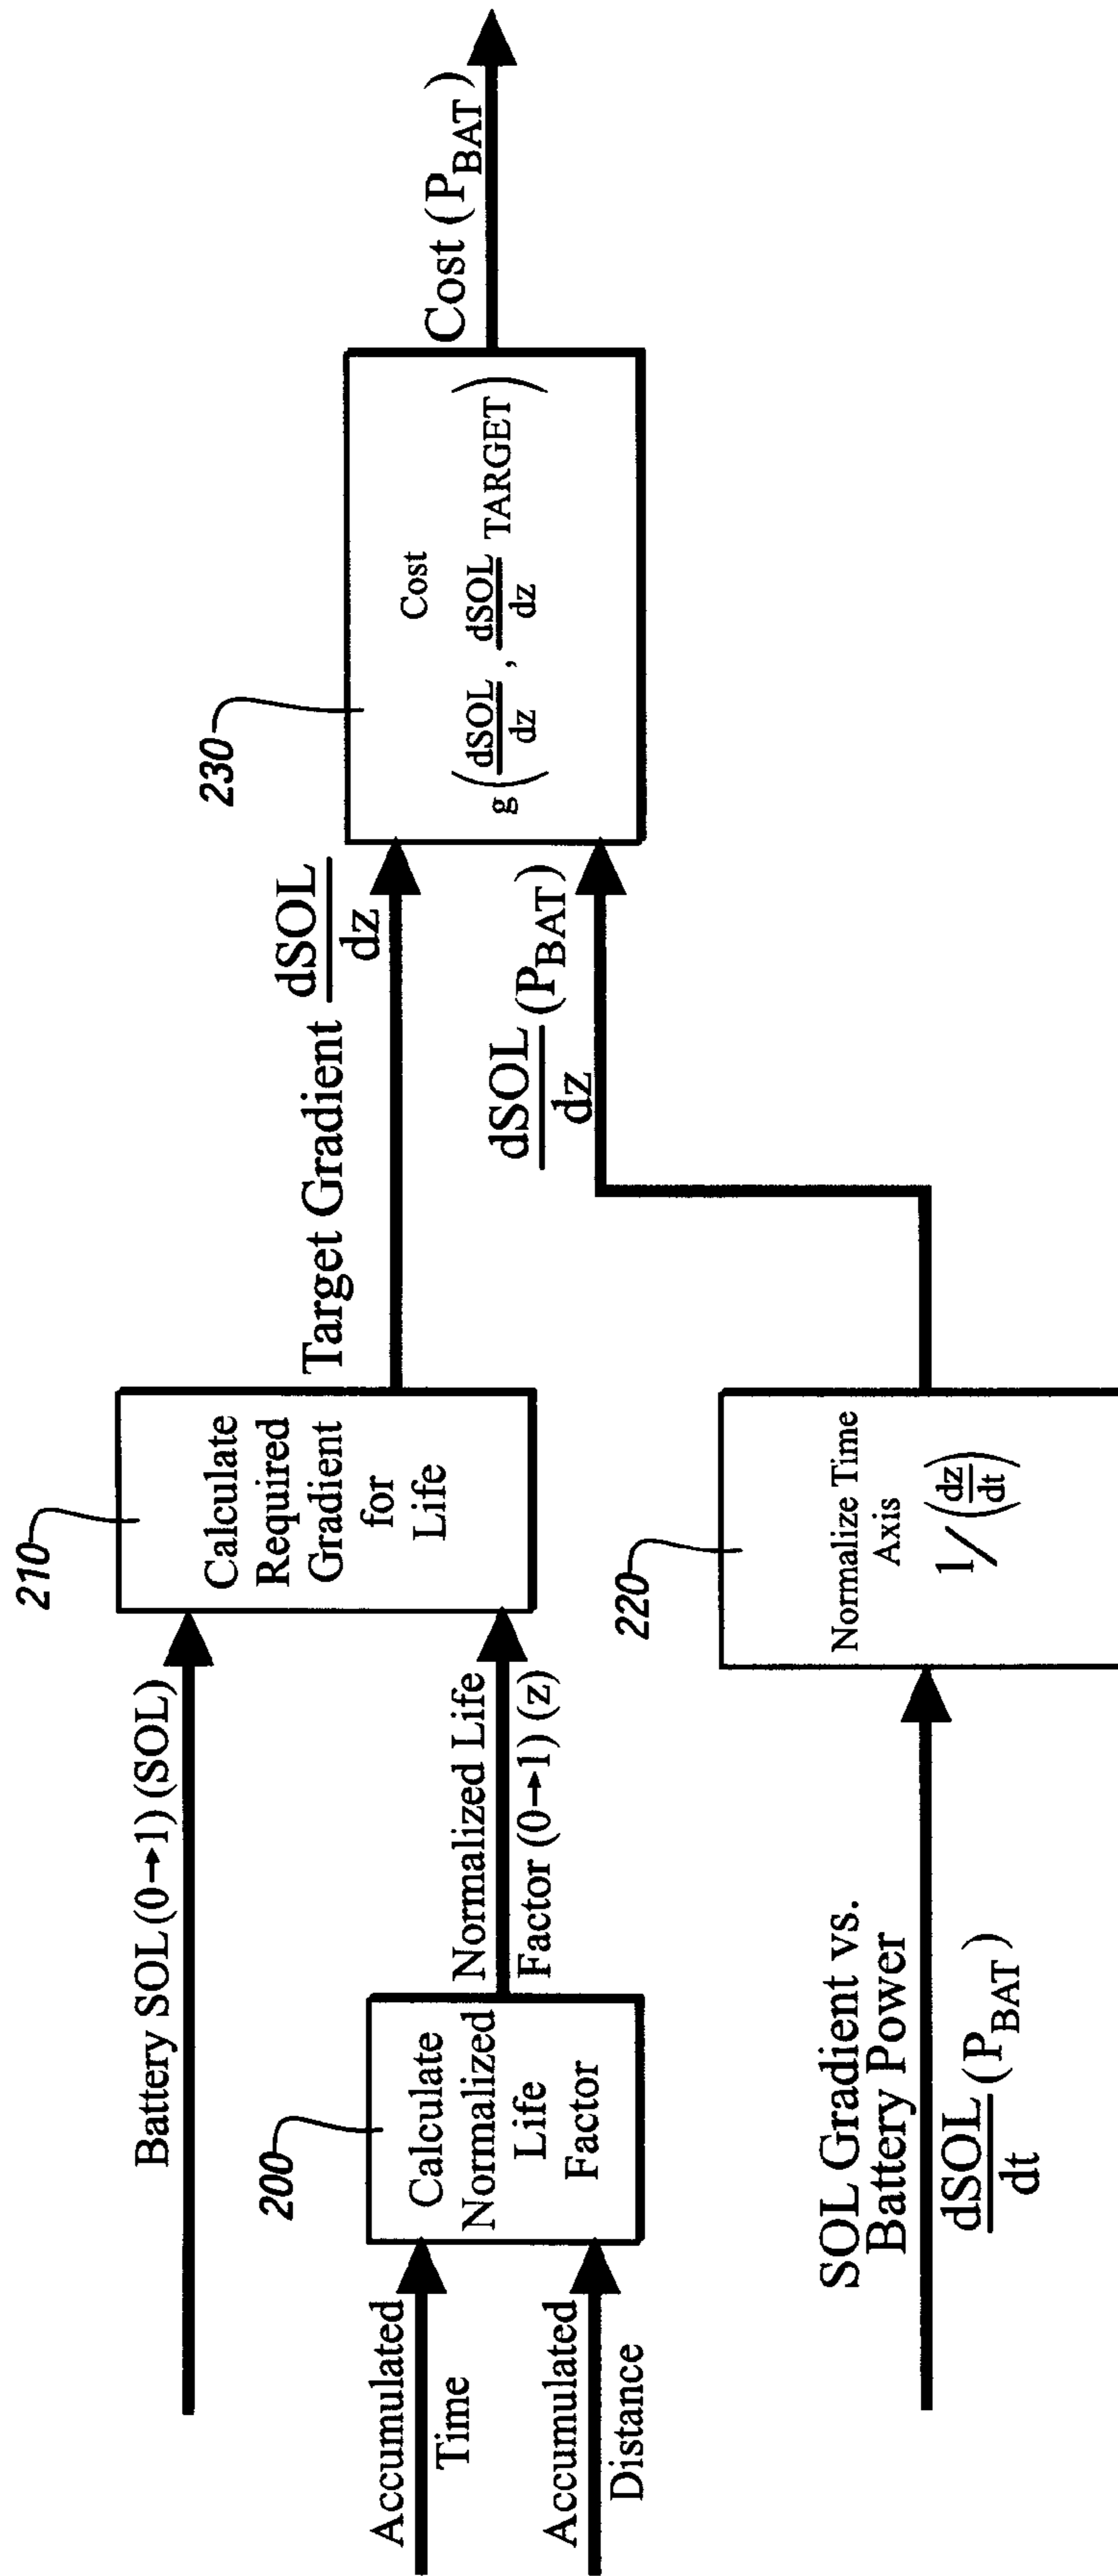 Accumulated
Time
Accumulated
Distance
200
Calculate
Normalized
Life
Factor
Battery SOL (0→1) (SOL)
Normalized Life
Factor (0→1) (z)
210
Calculate
Required
Gradient
for
Life
Target Gradient dSOL
dz
SOL Gradient vs.
Battery Power
dSOL (P_BAT)
dt
220
Normalize Time
Axis
1/(dz
dt)
dSOL (P_BAT)
dz
230
Cost
g(dSOL , dSOL TARGET)
dz dz
Cost (P_BAT)